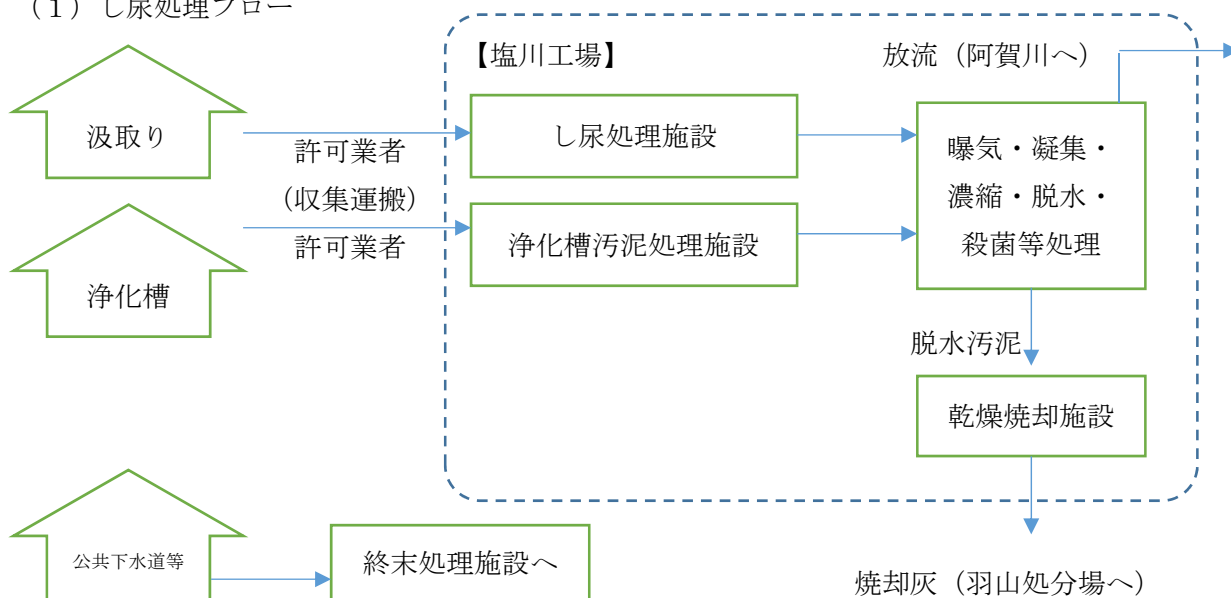 （1）し尿処理フロー
【塩川工場】
放流（阿賀川へ）
汲取り
許可業者
（収集運搬）
許可業者
し尿処理施設
曝気・凝集・
濃縮・脱水・
殺菌等処理
浄化槽
浄化槽汚泥処理施設
脱水汚泥
乾燥焼却施設
公共下水道等
終末処理施設へ
焼却灰（羽山処分場へ）